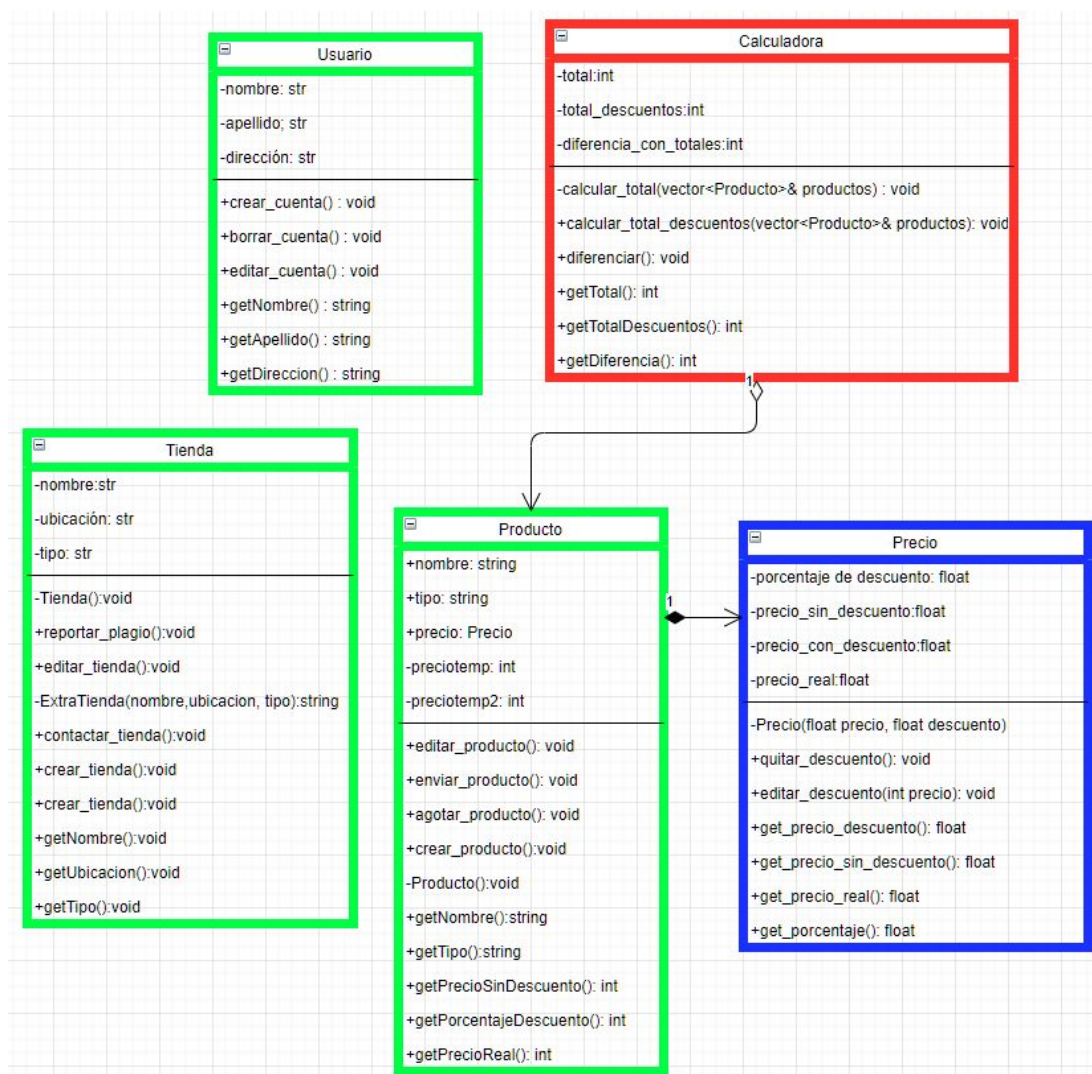 Usuario
-nombre: str
-apellido; str
-dirección: str
+crear_cuenta() : void
+borrar_cuenta() : void
+editar_cuenta() : void
+getNombre() : string
+getApellido() : string
+getDireccion() : string
Calculadora
-total:int
-total_descuentos:int
-diferencia_con_totales:int
-calcular_total(vector<Producto>& productos) : void
+calcular_total_descuentos(vector<Producto>& productos): void
+diferenciar(): void
+getTotal(): int
+getTotalDescuentos(): int
+getDiferencia(): int
1
Tienda
-nombre:str
-ubicación: str
-tipo: str
-Tienda():void
+reportar_plagio():void
+editar_tienda():void
-ExtraTienda(nombre,ubicacion, tipo):string
+contactar_tienda():void
+crear_tienda():void
+crear_tienda():void
+getNombre():void
+getUbicacion():void
+getTipo():void
Producto
+nombre: string
+tipo: string
+precio: Precio
-preciotemp: int
-preciotemp2: int
+editar_producto(): void
+enviar_producto(): void
+agotar_producto(): void
+crear_producto():void
-Producto():void
+getNombre():string
+getTipo():string
+getPrecioSinDescuento(): int
+getPorcentajeDescuento(): int
+getPrecioReal(): int
1
Precio
-porcentaje de descuento: float
-precio_sin_descuento:float
-precio_con_descuento:float
-precio_real:float
-Precio(float precio, float descuento)
+quitar_descuento(): void
+editar_descuento(int precio): void
+get_precio_descuento(): float
+get_precio_sin_descuento(): float
+get_precio_real(): float
+get_porcentaje(): float